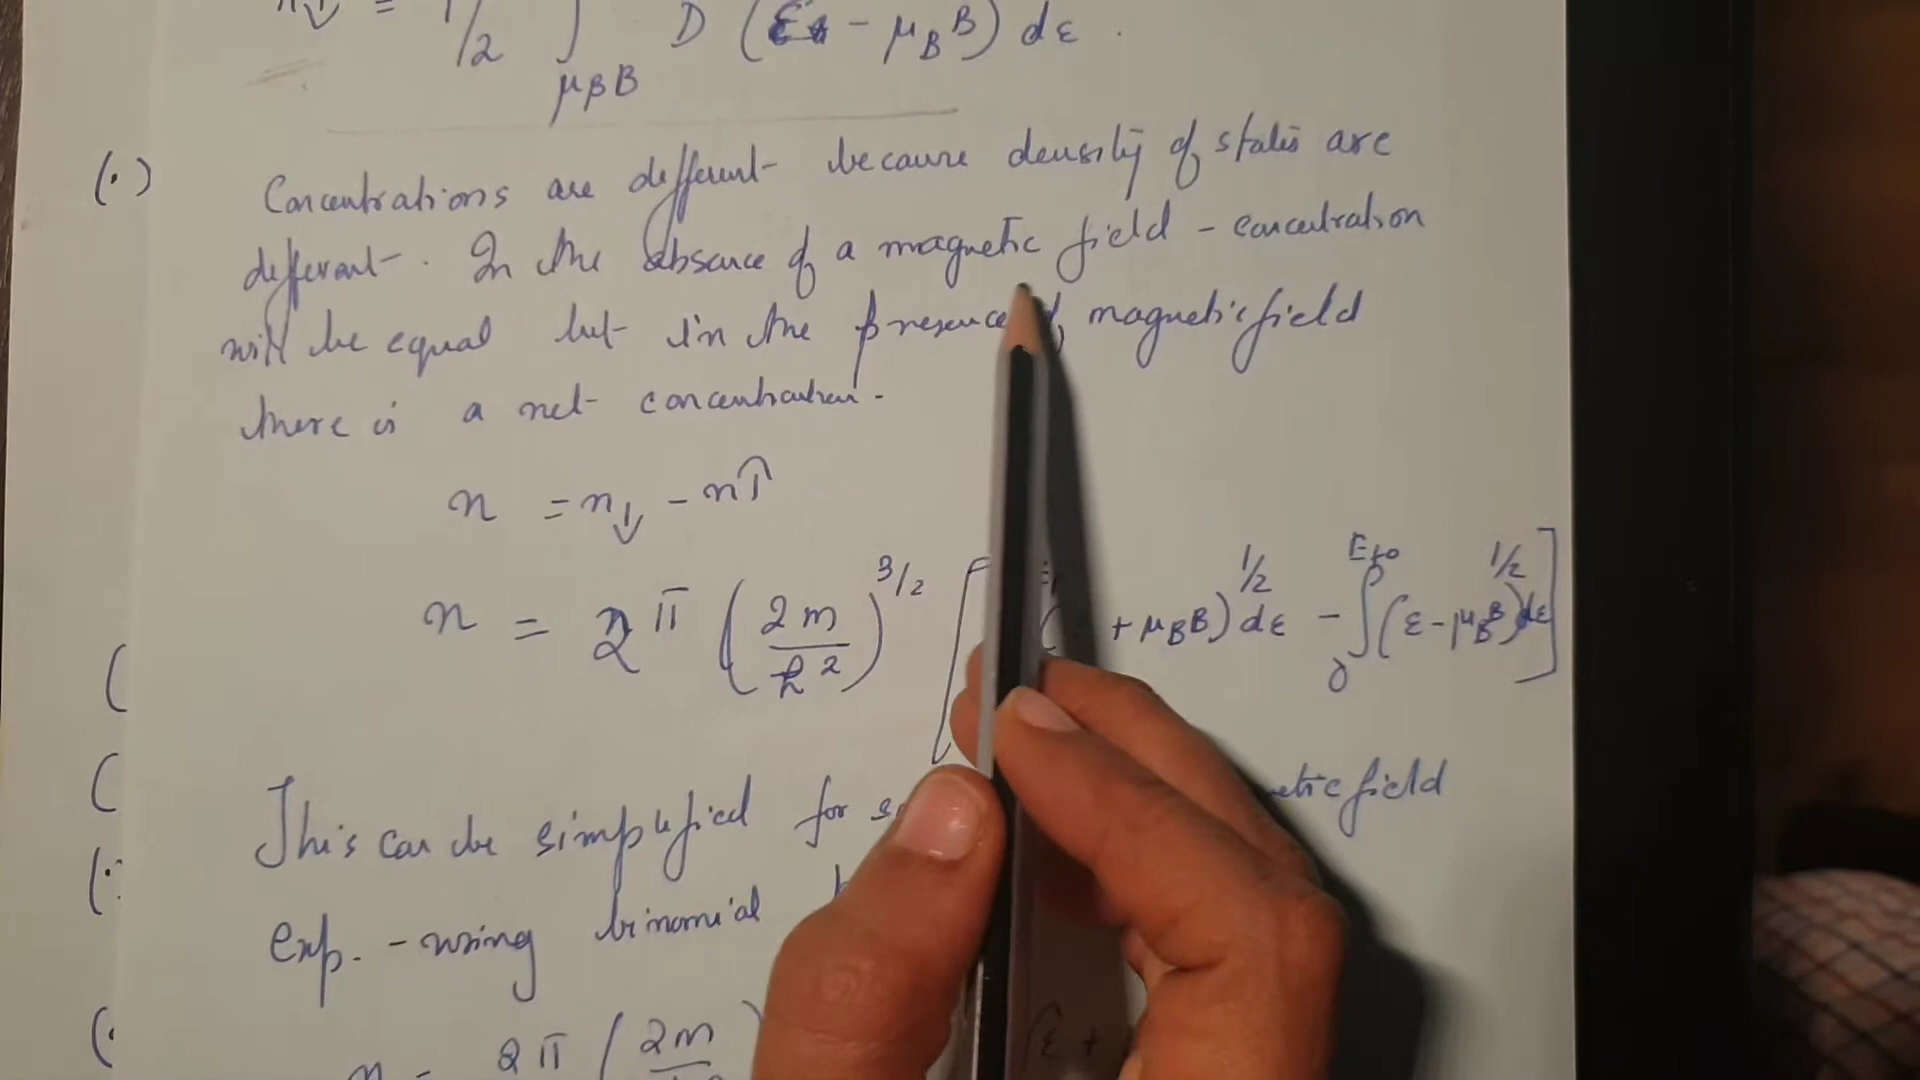 n↓ = 1/2 ∫ D (ε - μBB) dε .
μBB
(.) Concentrations are different because density of states are
different. In the absence of a magnetic field - concentration
will be equal but in the presence magnetic field
there is a net concentration.
n = n↓ - n↑
n = 2π (2m/h²)^3/2 [ + μBB)^1/2 dε - ∫₀^Ef0 (ε - μBB)^1/2 dε ]
This can be simplified for etic field
exp. - using binomial
n = 2π (2m (ε +